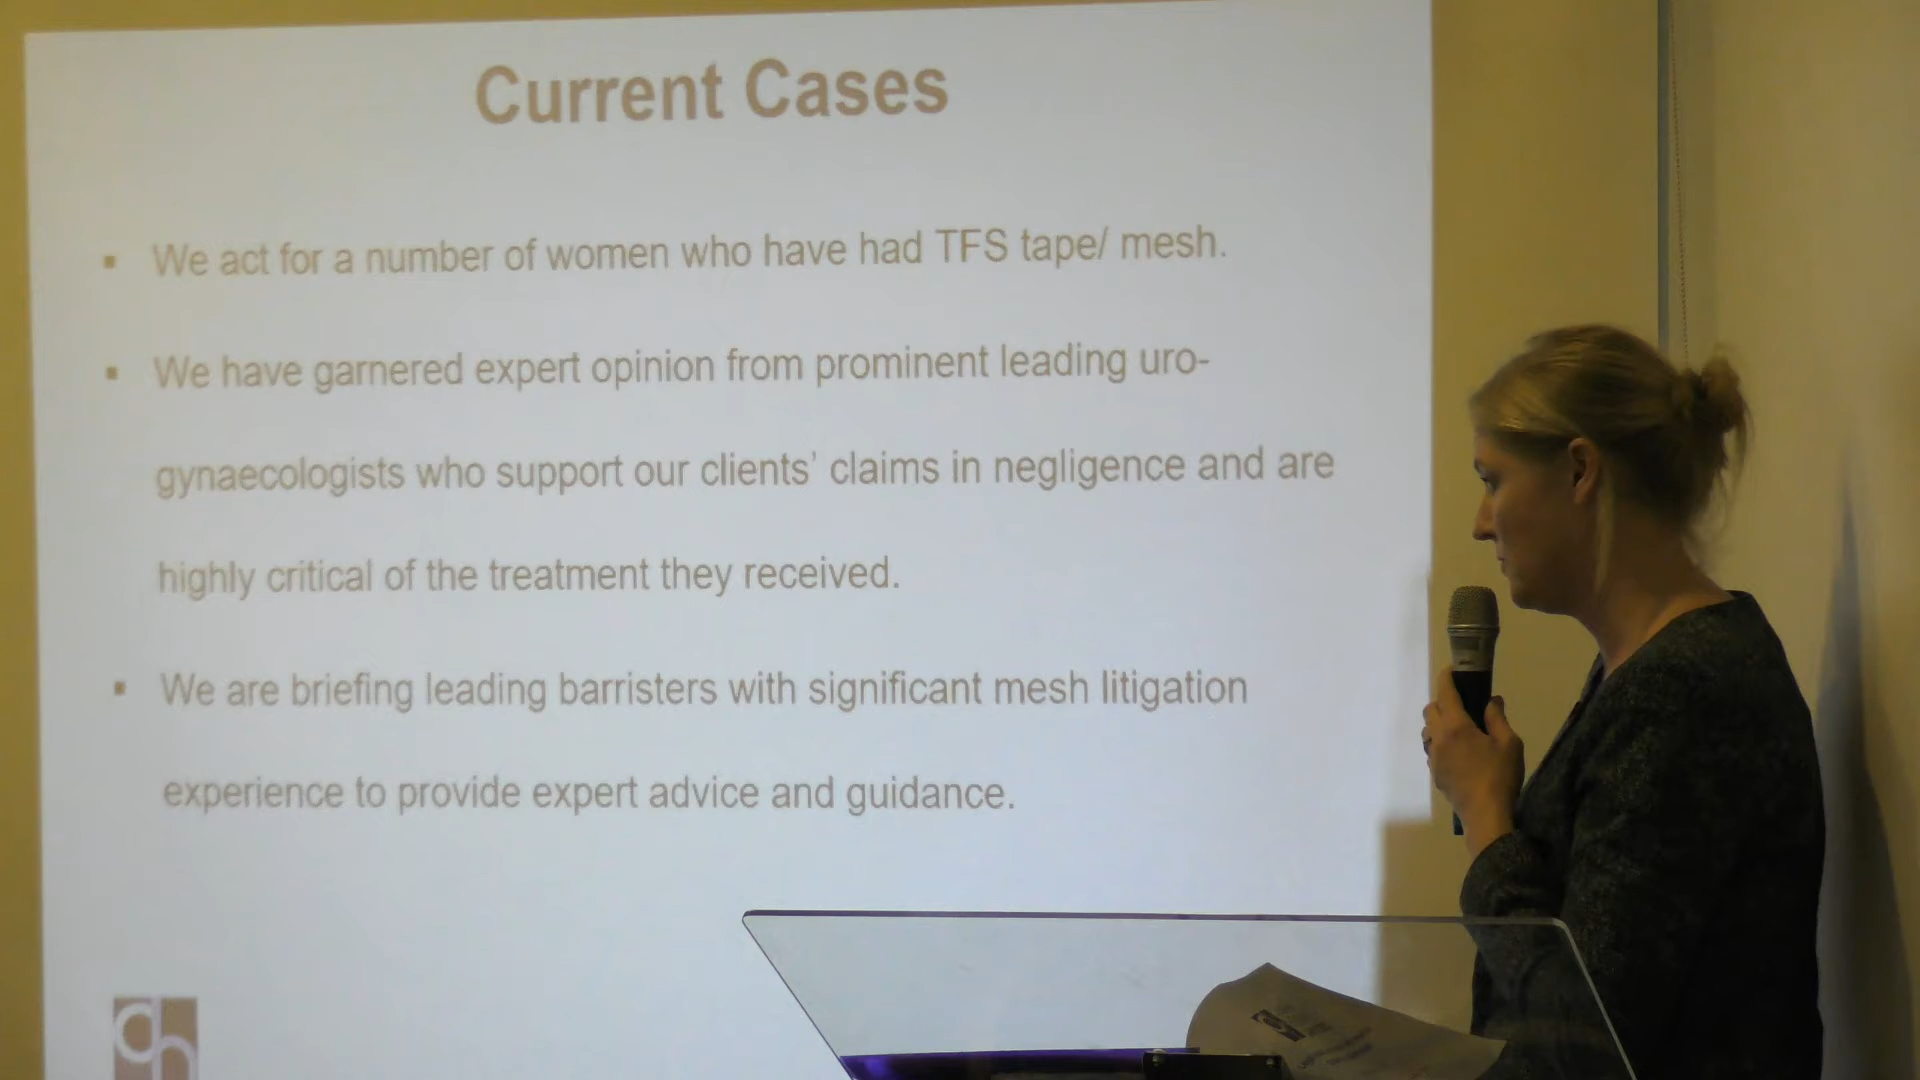 Current Cases
▪ We act for a number of women who have had TFS tape/ mesh.
▪ We have garnered expert opinion from prominent leading uro-
gynaecologists who support our clients' claims in negligence and are
highly critical of the treatment they received.
▪ We are briefing leading barristers with significant mesh litigation
experience to provide expert advice and guidance.